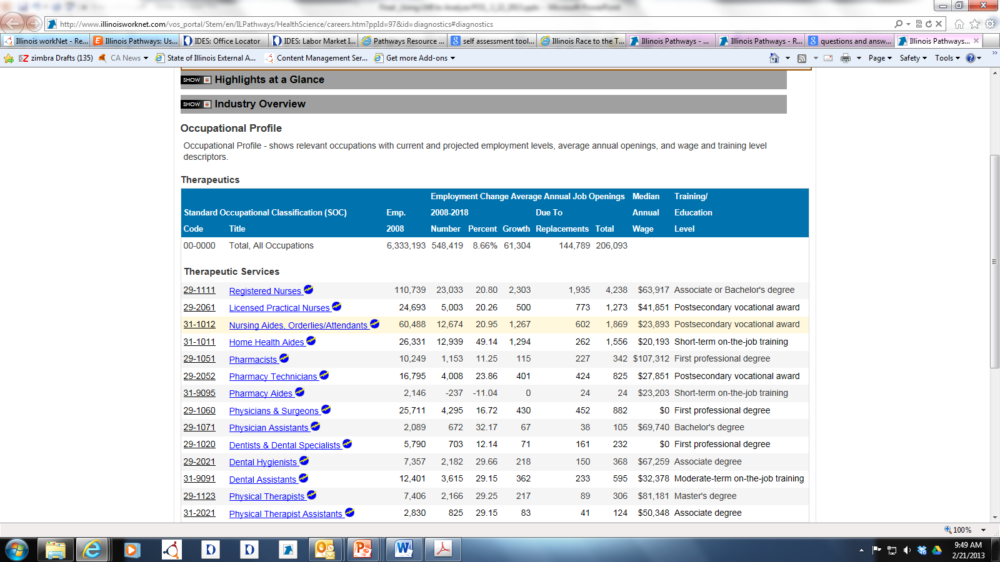 http://www.illinoisworknet.com/vos_portal/Stem/en/ILPathways/HealthScience/careers.htm?ppId=97&id=diagnostics#diagnostics
Illinois workNet - Re... Illinois Pathways: Us... IDES: Office Locator IDES: Labor Market I... Pathways Resource ... self assessment tool... Illinois Race to the T... Illinois Pathways - ... Illinois Pathways - R... questions and answ... Illinois Pathways...
zimbra Drafts (135) CA News State of Illinois External A... Content Management Ser... Get more Add-ons Page Safety Tools
SHOW Highlights at a Glance
SHOW Industry Overview
Occupational Profile
Occupational Profile - shows relevant occupations with current and projected employment levels, average annual openings, and wage and training level
descriptors.
Therapeutics
Employment Change Average Annual Job Openings Median Training/
Standard Occupational Classification (SOC) Emp. 2008-2018 Due To Annual Education
Code Title 2008 Number Percent Growth Replacements Total Wage Level
00-0000 Total, All Occupations 6,333,193 548,419 8.66% 61,304 144,789 206,093
Therapeutic Services
29-1111 Registered Nurses 110,739 23,033 20.80 2,303 1,935 4,238 $63,917 Associate or Bachelor's degree
29-2061 Licensed Practical Nurses 24,693 5,003 20.26 500 773 1,273 $41,851 Postsecondary vocational award
31-1012 Nursing Aides, Orderlies/Attendants 60,488 12,674 20.95 1,267 602 1,869 $23,893 Postsecondary vocational award
31-1011 Home Health Aides 26,331 12,939 49.14 1,294 262 1,556 $20,193 Short-term on-the-job training
29-1051 Pharmacists 10,249 1,153 11.25 115 227 342 $107,312 First professional degree
29-2052 Pharmacy Technicians 16,795 4,008 23.86 401 424 825 $27,851 Postsecondary vocational award
31-9095 Pharmacy Aides 2,146 -237 -11.04 0 24 24 $23,203 Short-term on-the-job training
29-1060 Physicians & Surgeons 25,711 4,295 16.72 430 452 882 $0 First professional degree
29-1071 Physician Assistants 2,089 672 32.17 67 38 105 $69,740 Bachelor's degree
29-1020 Dentists & Dental Specialists 5,790 703 12.14 71 161 232 $0 First professional degree
29-2021 Dental Hygienists 7,357 2,182 29.66 218 150 368 $67,259 Associate degree
31-9091 Dental Assistants 12,401 3,615 29.15 362 233 595 $32,378 Moderate-term on-the-job training
29-1123 Physical Therapists 7,406 2,166 29.25 217 89 306 $81,181 Master's degree
31-2021 Physical Therapist Assistants 2,830 825 29.15 83 41 124 $50,348 Associate degree
100%
9:49 AM
2/21/2013